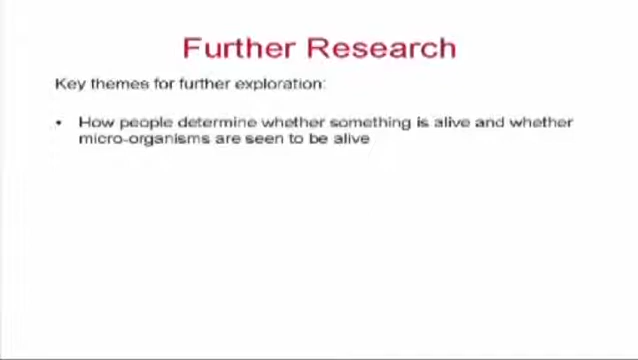 Further Research
Key themes for further exploration:
• How people determine whether something is alive and whether
micro-organisms are seen to be alive